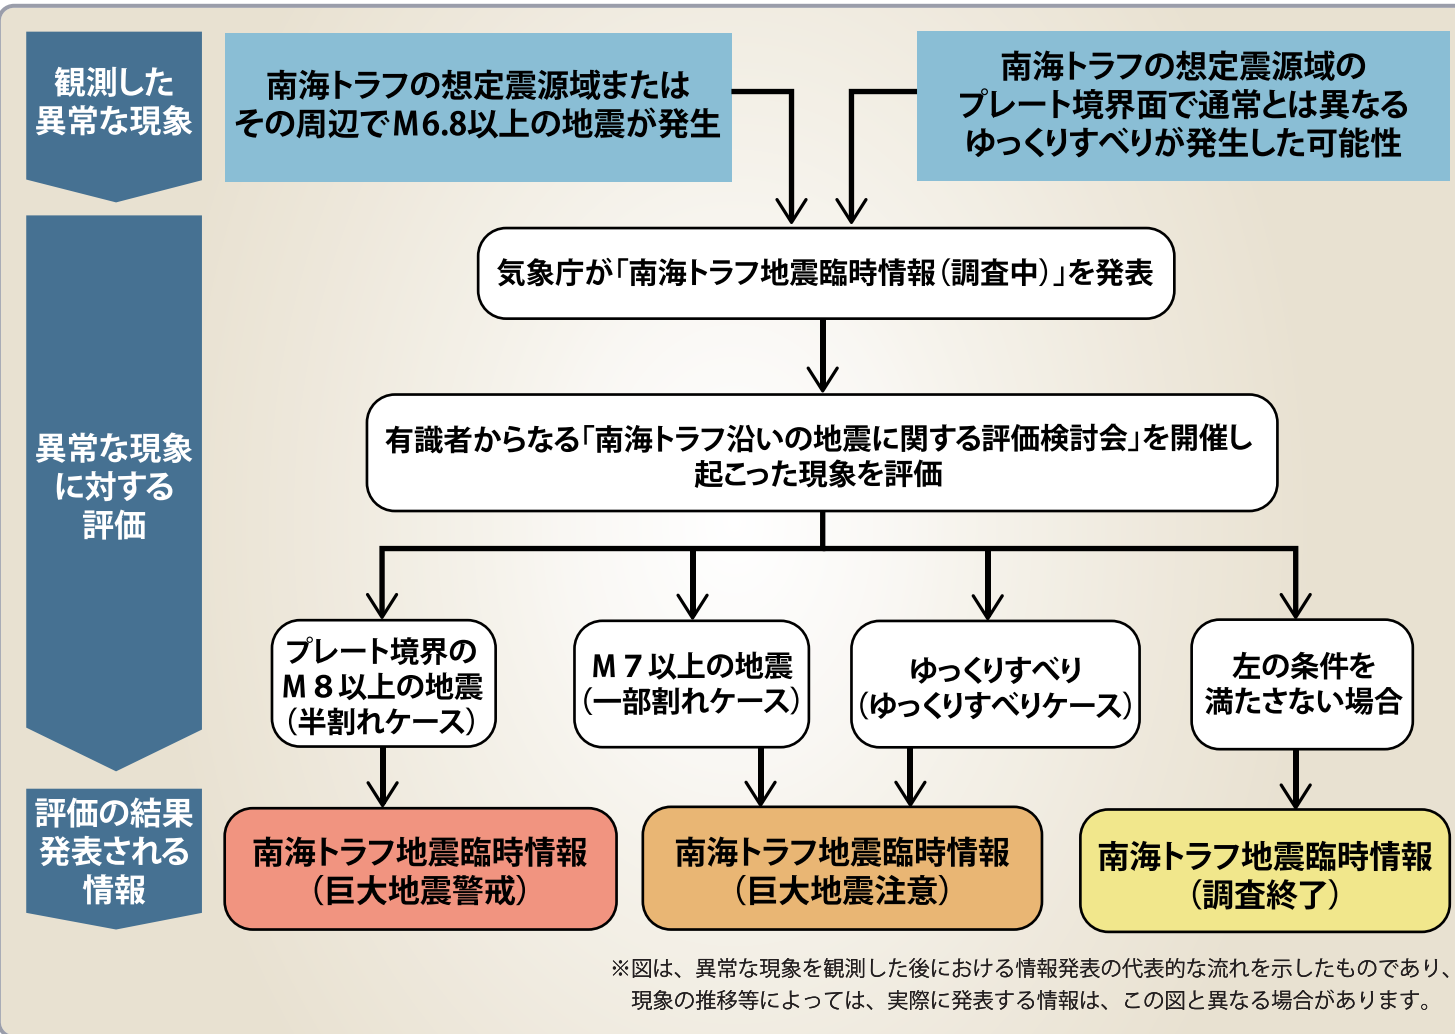 観測した
異常な現象
南海トラフの想定震源域または
その周辺でM6.8以上の地震が発生
南海トラフの想定震源域の
プレート境界面で通常とは異なる
ゆっくりすべりが発生した可能性
気象庁が「南海トラフ地震臨時情報（調査中）」を発表
異常な現象
に対する
評価
有識者からなる「南海トラフ沿いの地震に関する評価検討会」を開催し
起こった現象を評価
プレート境界の
M８以上の地震
（半割れケース）
M７以上の地震
（一部割れケース）
ゆっくりすべり
（ゆっくりすべりケース）
左の条件を
満たさない場合
評価の結果
発表される
情報
南海トラフ地震臨時情報
（巨大地震警戒）
南海トラフ地震臨時情報
（巨大地震注意）
南海トラフ地震臨時情報
（調査終了）
※図は、異常な現象を観測した後における情報発表の代表的な流れを示したものであり、
現象の推移等によっては、実際に発表する情報は、この図と異なる場合があります。